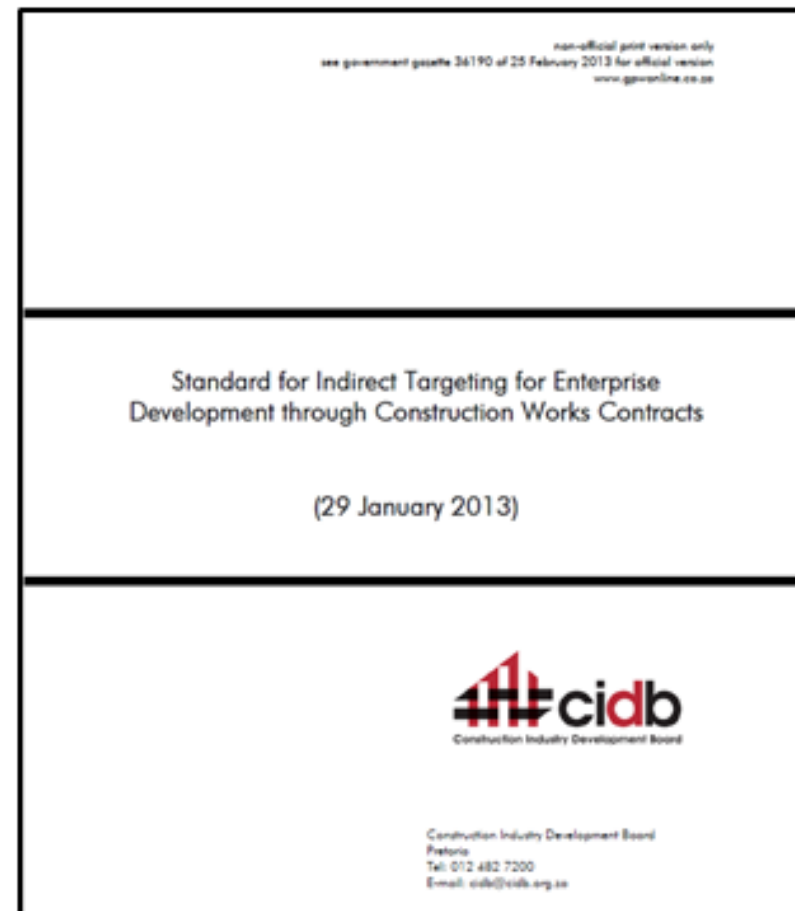 non-official print version only
see government gazette 36190 of 25 February 2013 for official version
www.gpwonline.co.za
Standard for Indirect Targeting for Enterprise
Development through Construction Works Contracts
(29 January 2013)
cidb
Construction Industry Development Board
Construction Industry Development Board
Pretoria
Tel: 012 482 7200
E-mail: cidb@cidb.org.za